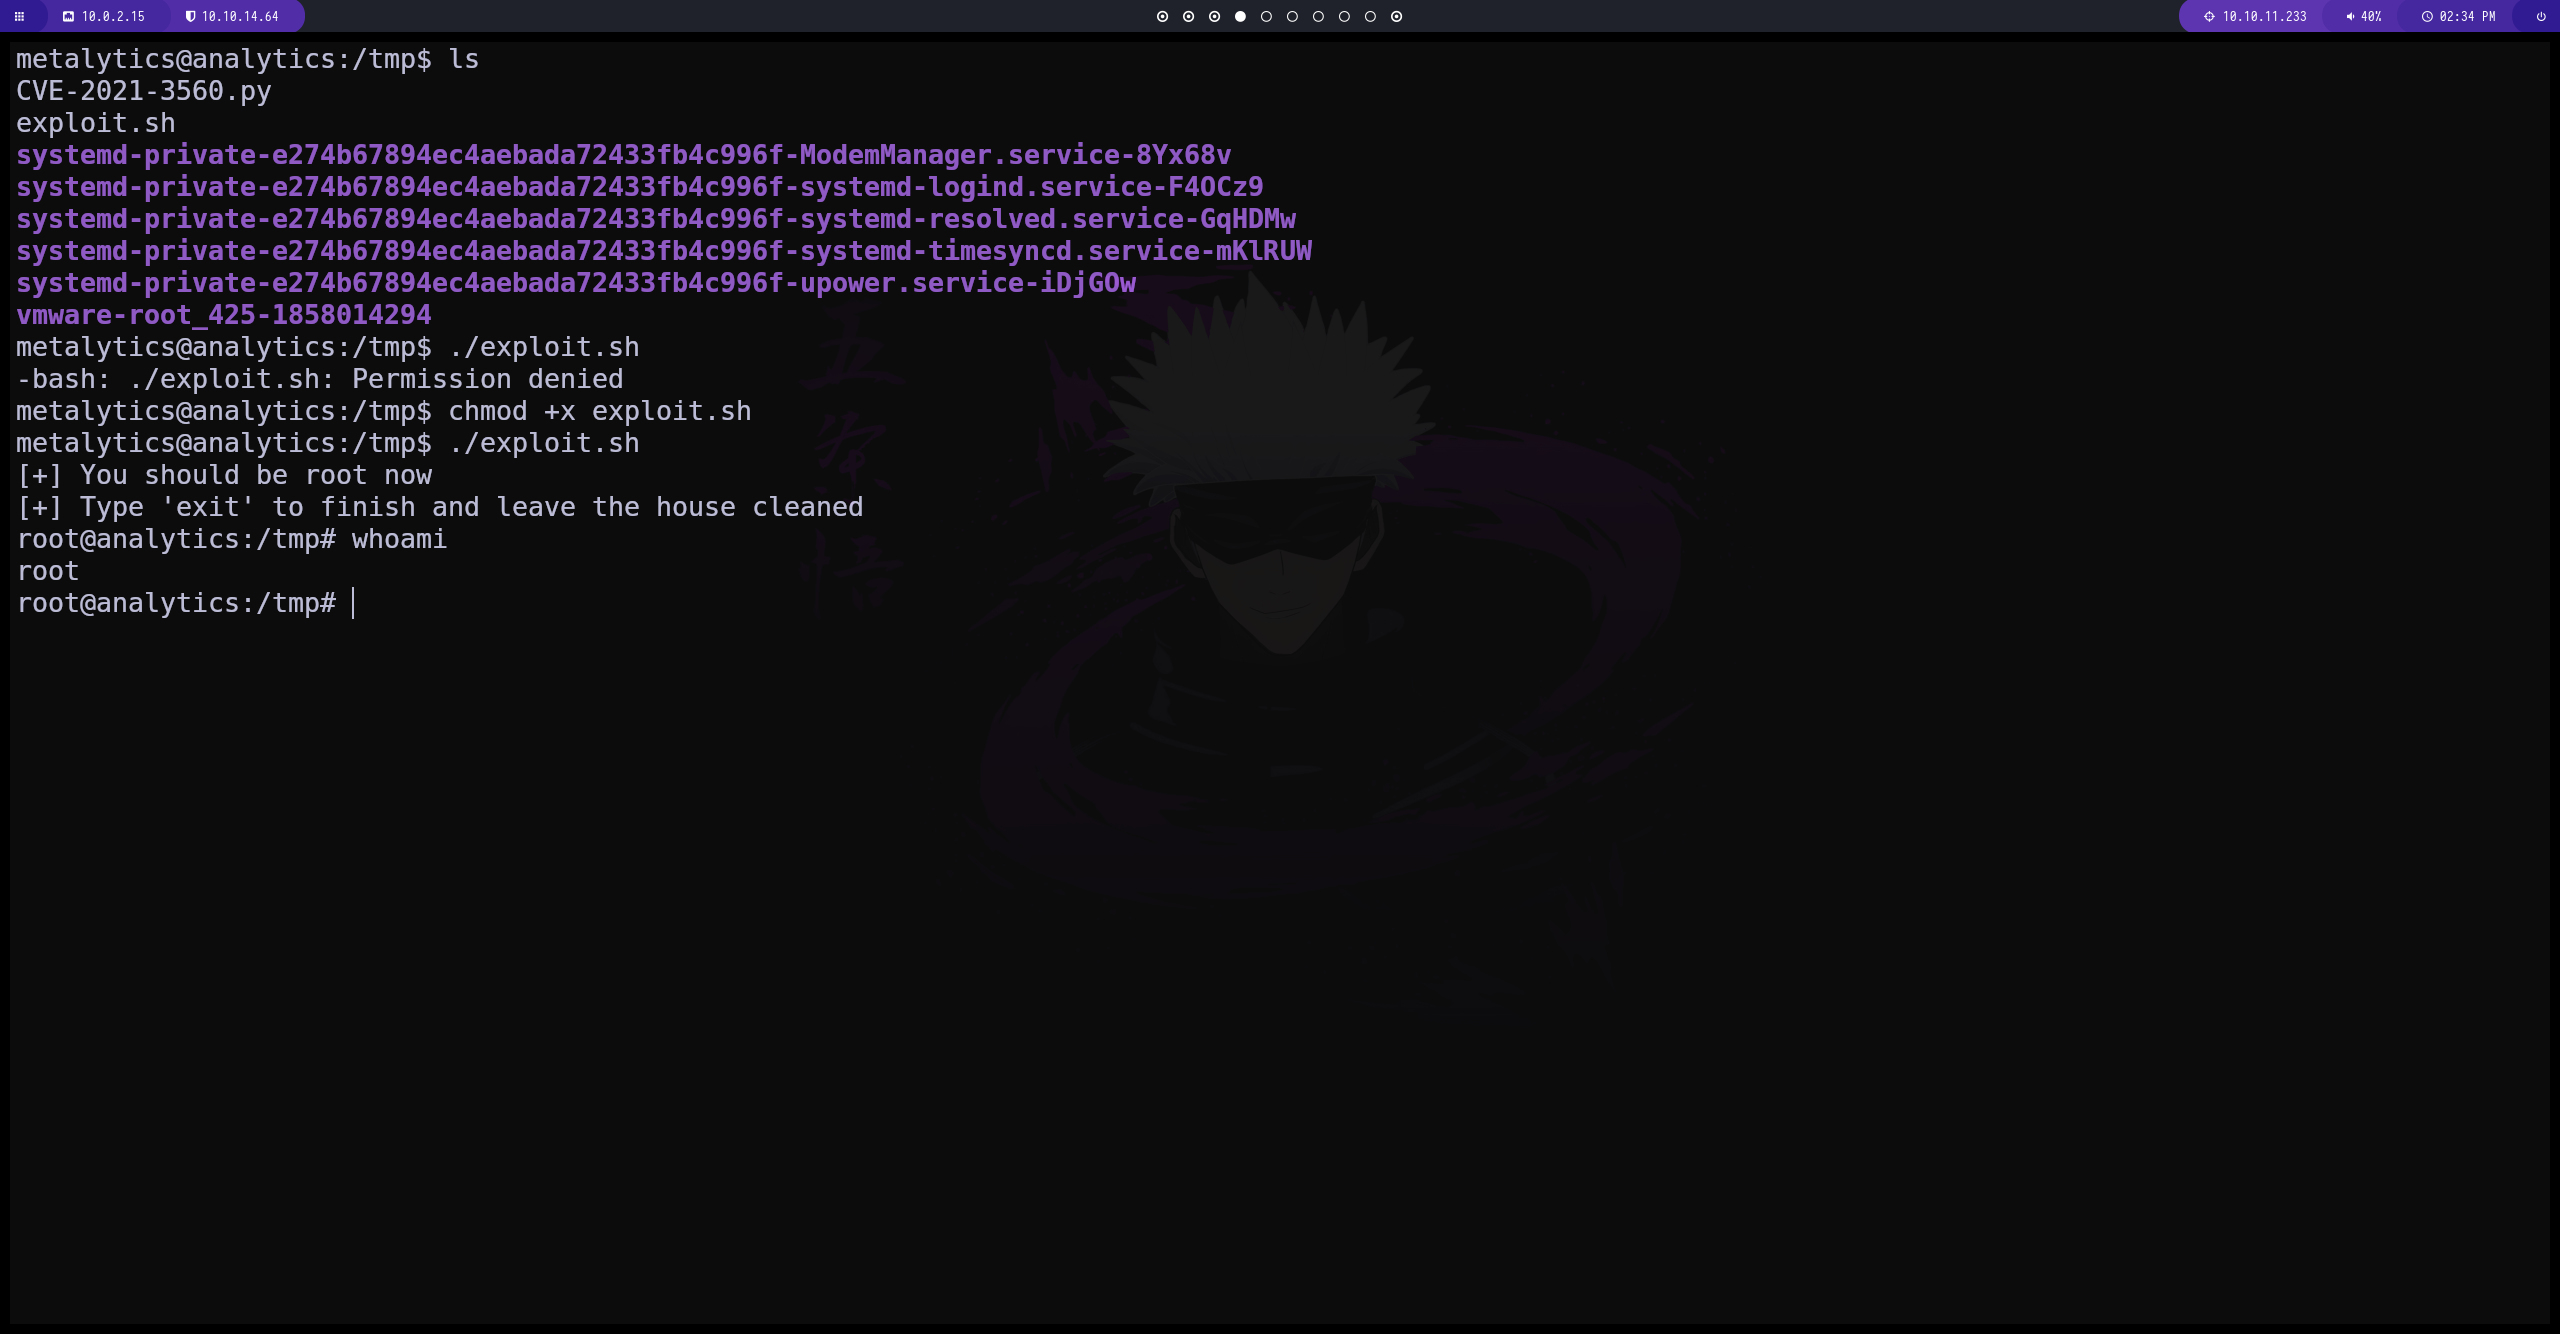 10.0.2.15 10.10.14.64 10.10.11.233 40% 02:34 PM
metalytics@analytics:/tmp$ ls
CVE-2021-3560.py
exploit.sh
systemd-private-e274b67894ec4aebada72433fb4c996f-ModemManager.service-8Yx68v
systemd-private-e274b67894ec4aebada72433fb4c996f-systemd-logind.service-F4OCz9
systemd-private-e274b67894ec4aebada72433fb4c996f-systemd-resolved.service-GqHDMw
systemd-private-e274b67894ec4aebada72433fb4c996f-systemd-timesyncd.service-mKlRUW
systemd-private-e274b67894ec4aebada72433fb4c996f-upower.service-iDjGOw
vmware-root_425-1858014294
metalytics@analytics:/tmp$ ./exploit.sh
-bash: ./exploit.sh: Permission denied
metalytics@analytics:/tmp$ chmod +x exploit.sh
metalytics@analytics:/tmp$ ./exploit.sh
[+] You should be root now
[+] Type 'exit' to finish and leave the house cleaned
root@analytics:/tmp# whoami
root
root@analytics:/tmp#
五
条
悟